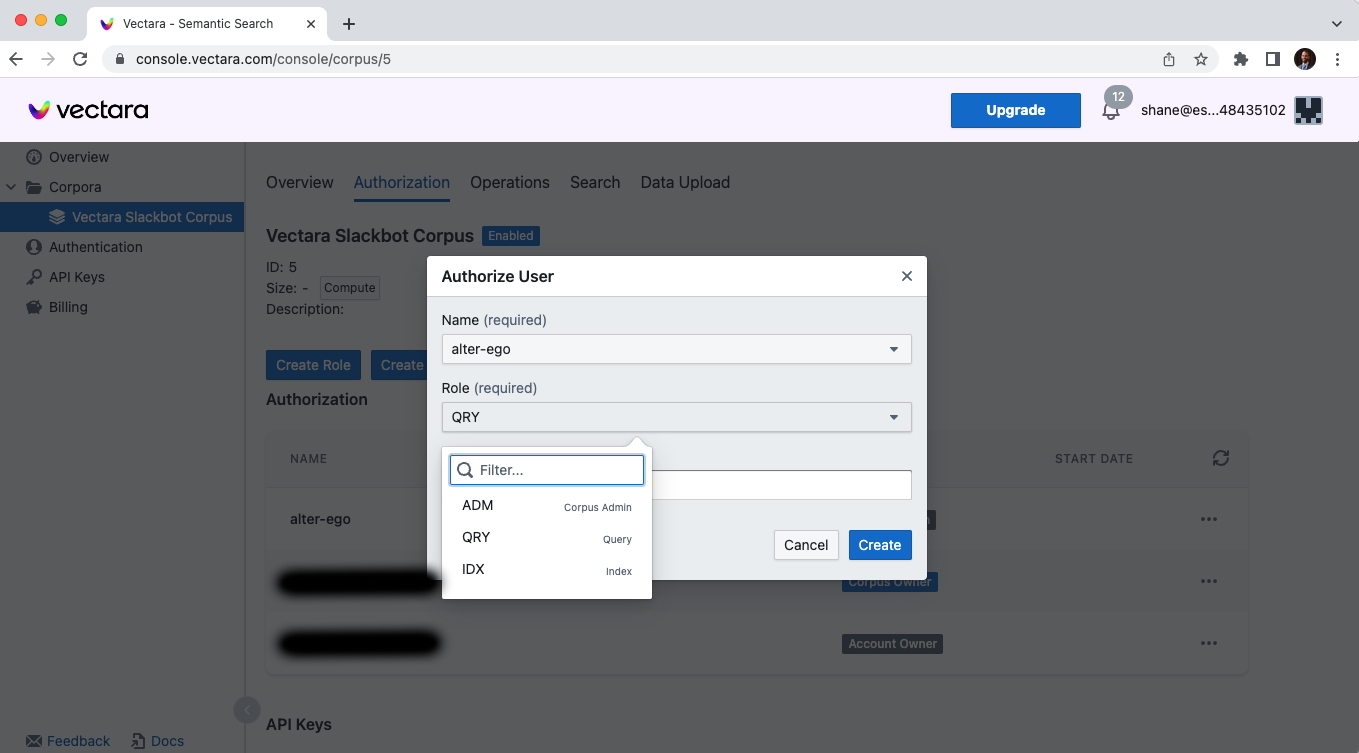 Vectara - Semantic Search
console.vectara.com/console/corpus/5
vectara
Upgrade
12
shane@es...48435102
Overview
Corpora
Vectara Slackbot Corpus
Authentication
API Keys
Billing
Overview Authorization Operations Search Data Upload
Vectara Slackbot Corpus Enabled
ID: 5
Size: - Compute
Description:
Create Role Create
Authorization
NAME START DATE
alter-ego
Corpus Owner
Account Owner
API Keys
Authorize User
Name (required)
alter-ego
Role (required)
QRY
Filter...
ADM Corpus Admin
QRY Query
IDX Index
Cancel Create
Feedback Docs